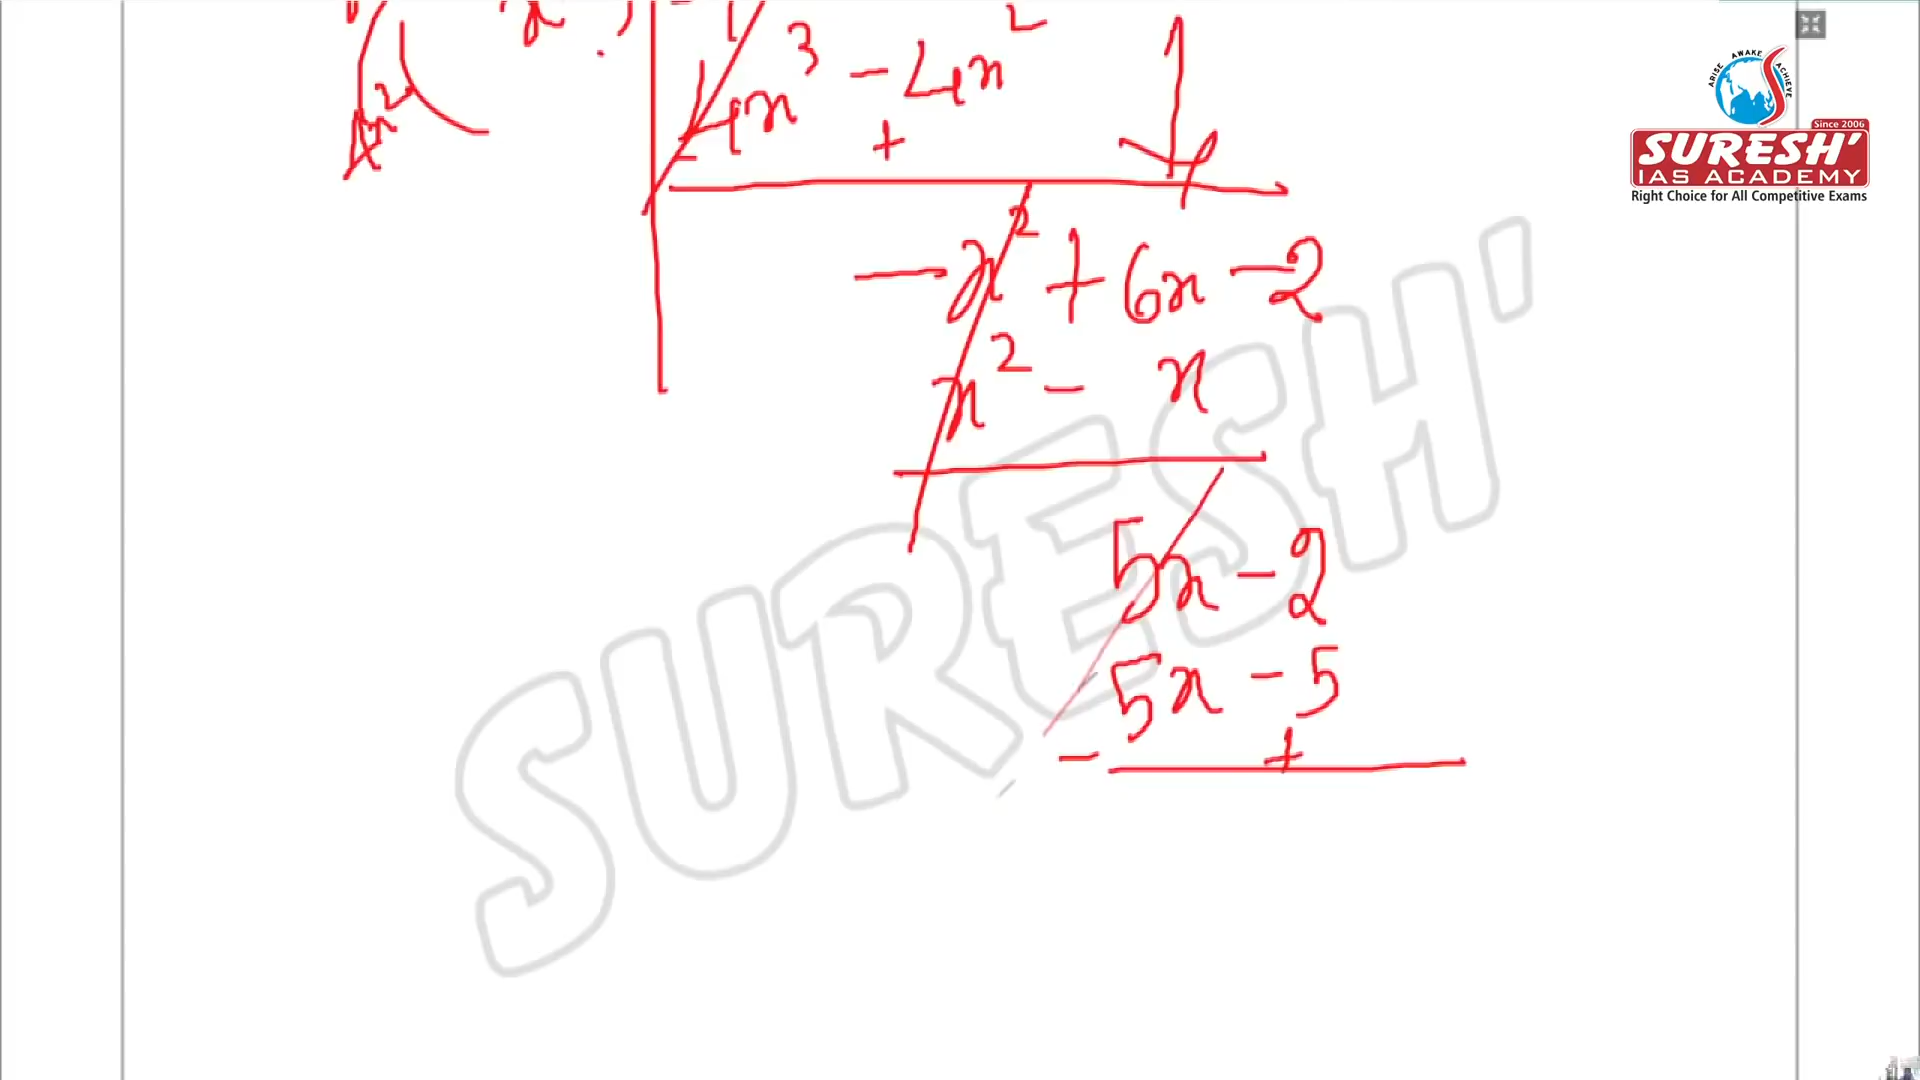 4x³ - 4x²
- +
x²
- x² + 6x - 2
x² - x
5x - 2
5x - 5
- +
ARISE AWAKE ACHIEVE
Since 2006
SURESH'
IAS ACADEMY
Right Choice for All Competitive Exams
SURESH'